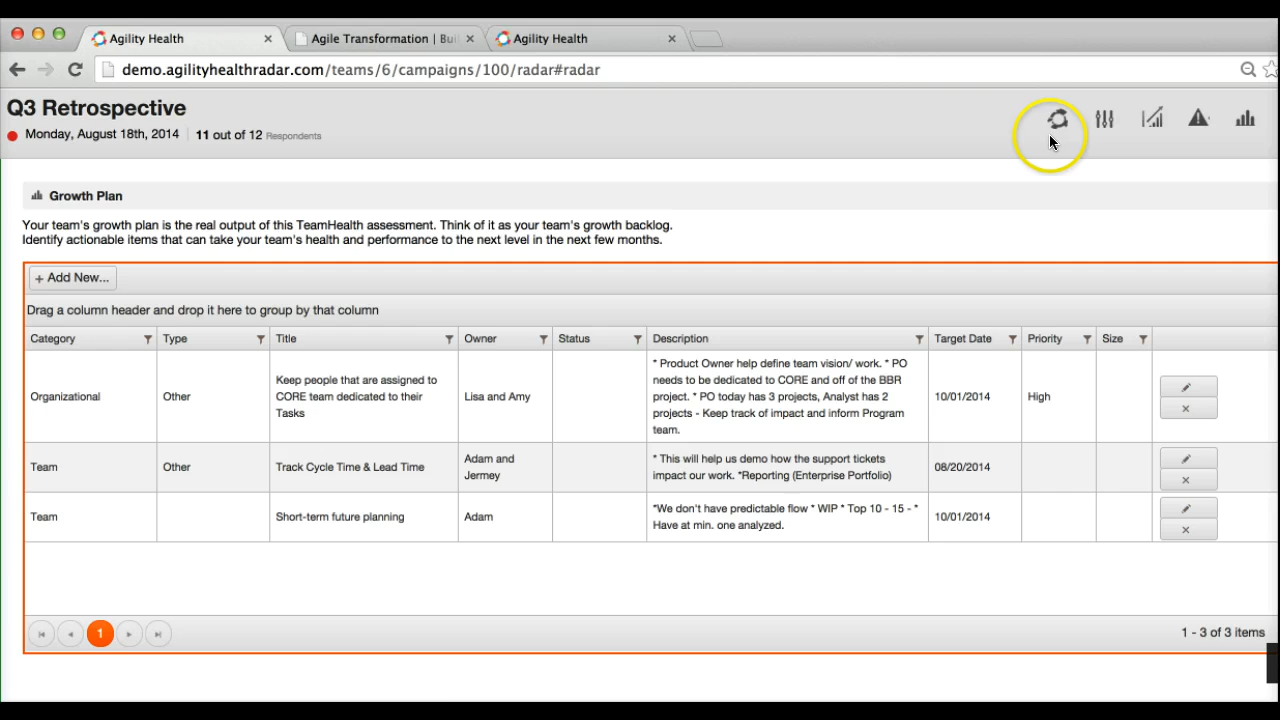 Agility Health
Agile Transformation | Bui
Agility Health
demo.agilityhealthradar.com/teams/6/campaigns/100/radar#radar
Q3 Retrospective
Monday, August 18th, 2014
11 out of 12 Respondents
Growth Plan
Your team's growth plan is the real output of this TeamHealth assessment. Think of it as your team's growth backlog.
Identify actionable items that can take your team's health and performance to the next level in the next few months.
+ Add New...
Drag a column header and drop it here to group by that column
Category Type Title Owner Status Description Target Date Priority Size
Organizational
Other
Keep people that are assigned to
CORE team dedicated to their
Tasks
Lisa and Amy
* Product Owner help define team vision/ work. * PO
needs to be dedicated to CORE and off of the BBR
project. * PO today has 3 projects, Analyst has 2
projects - Keep track of impact and inform Program
team.
10/01/2014
High
Team
Other
Track Cycle Time & Lead Time
Adam and
Jermey
* This will help us demo how the support tickets
impact our work. *Reporting (Enterprise Portfolio)
08/20/2014
Team
Short-term future planning
Adam
*We don't have predictable flow * WIP * Top 10 - 15 - *
Have at min. one analyzed.
10/01/2014
1
1 - 3 of 3 items